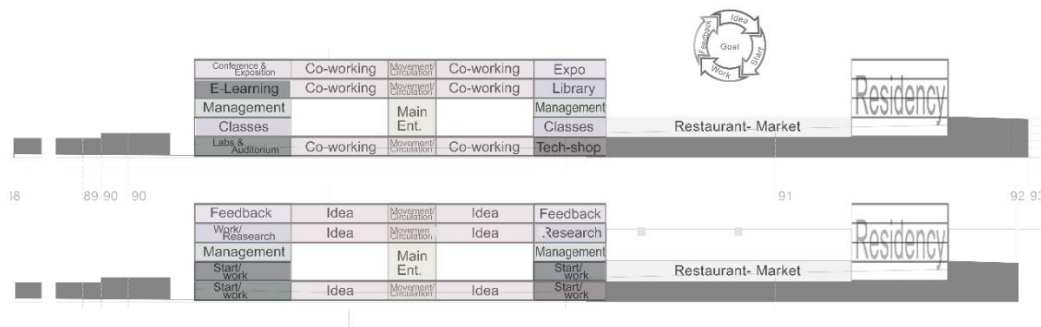 Idea
Feedback
Goal
Start
Work
Conference &
Exposition
Co-working
Movement/
Circulation
Co-working
Expo
E-Learning
Co-working
Movement/
Circulation
Co-working
Library
Management
Main
Ent.
Management
Classes
Classes
Restaurant- Market
Residency
Labs &
Auditorium
Co-working
Movement/
Circulation
Co-working
Tech-shop
89 90 90
91
92 93
Feedback
Idea
Movement/
Circulation
Idea
Feedback
Work/
Reasearch
Idea
Movement/
Circulation
Idea
Research
Management
Main
Ent.
Management
Residency
Start/
work
Start/
work
Restaurant- Market
Start/
work
Idea
Movement/
Circulation
Idea
Start/
work